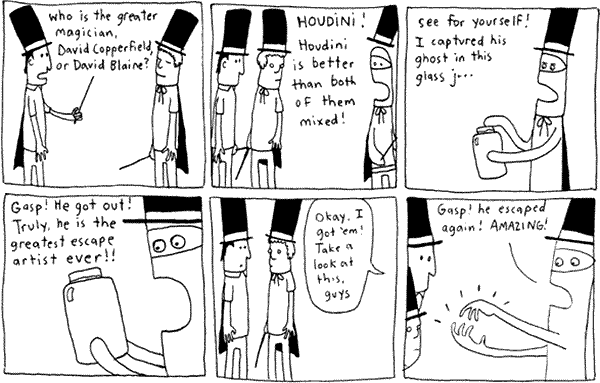 Who is the greater
magician,
David Copperfield,
or David Blaine?
HOUDINI!
Houdini
is better
than both
of them
mixed!
See for yourself!
I captured his
ghost in this
glass j...
Gasp! He got out!
Truly, he is the
greatest escape
artist ever!!
Okay. I
got 'em!
Take a
look at
this,
guys
Gasp! he escaped
again! AMAZING!